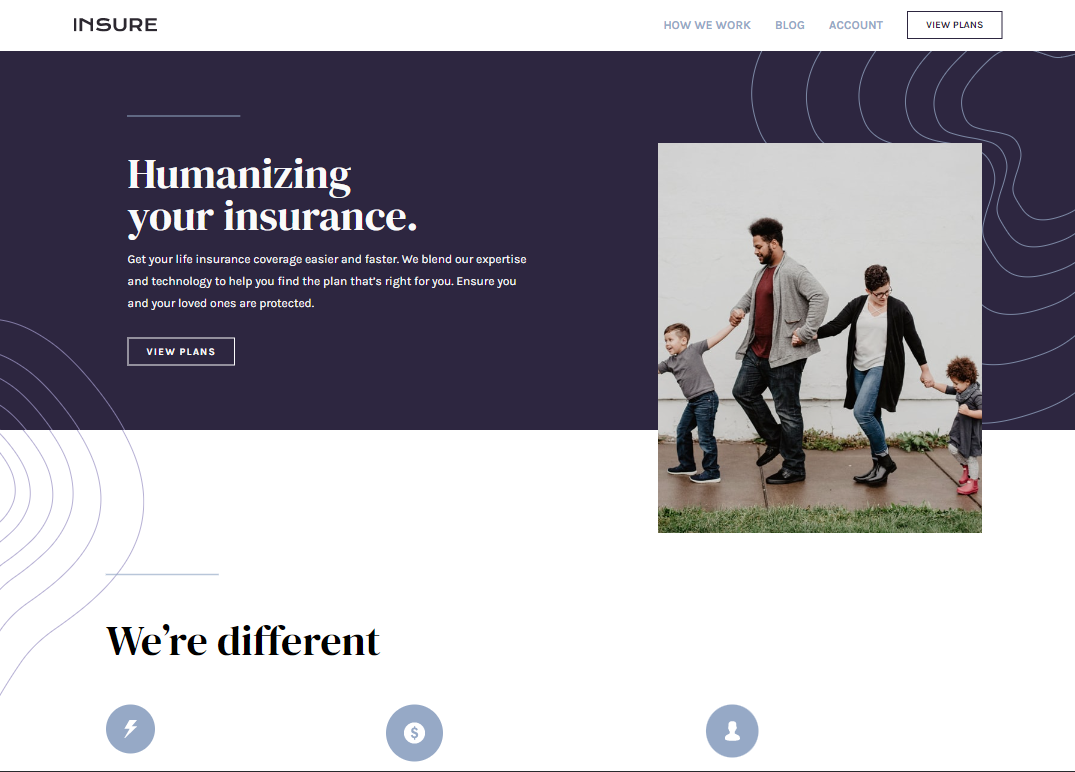 INSURE
HOW WE WORK
BLOG
ACCOUNT
VIEW PLANS
Humanizing
your insurance.
Get your life insurance coverage easier and faster. We blend our expertise
and technology to help you find the plan that's right for you. Ensure you
and your loved ones are protected.
VIEW PLANS
We’re different
$